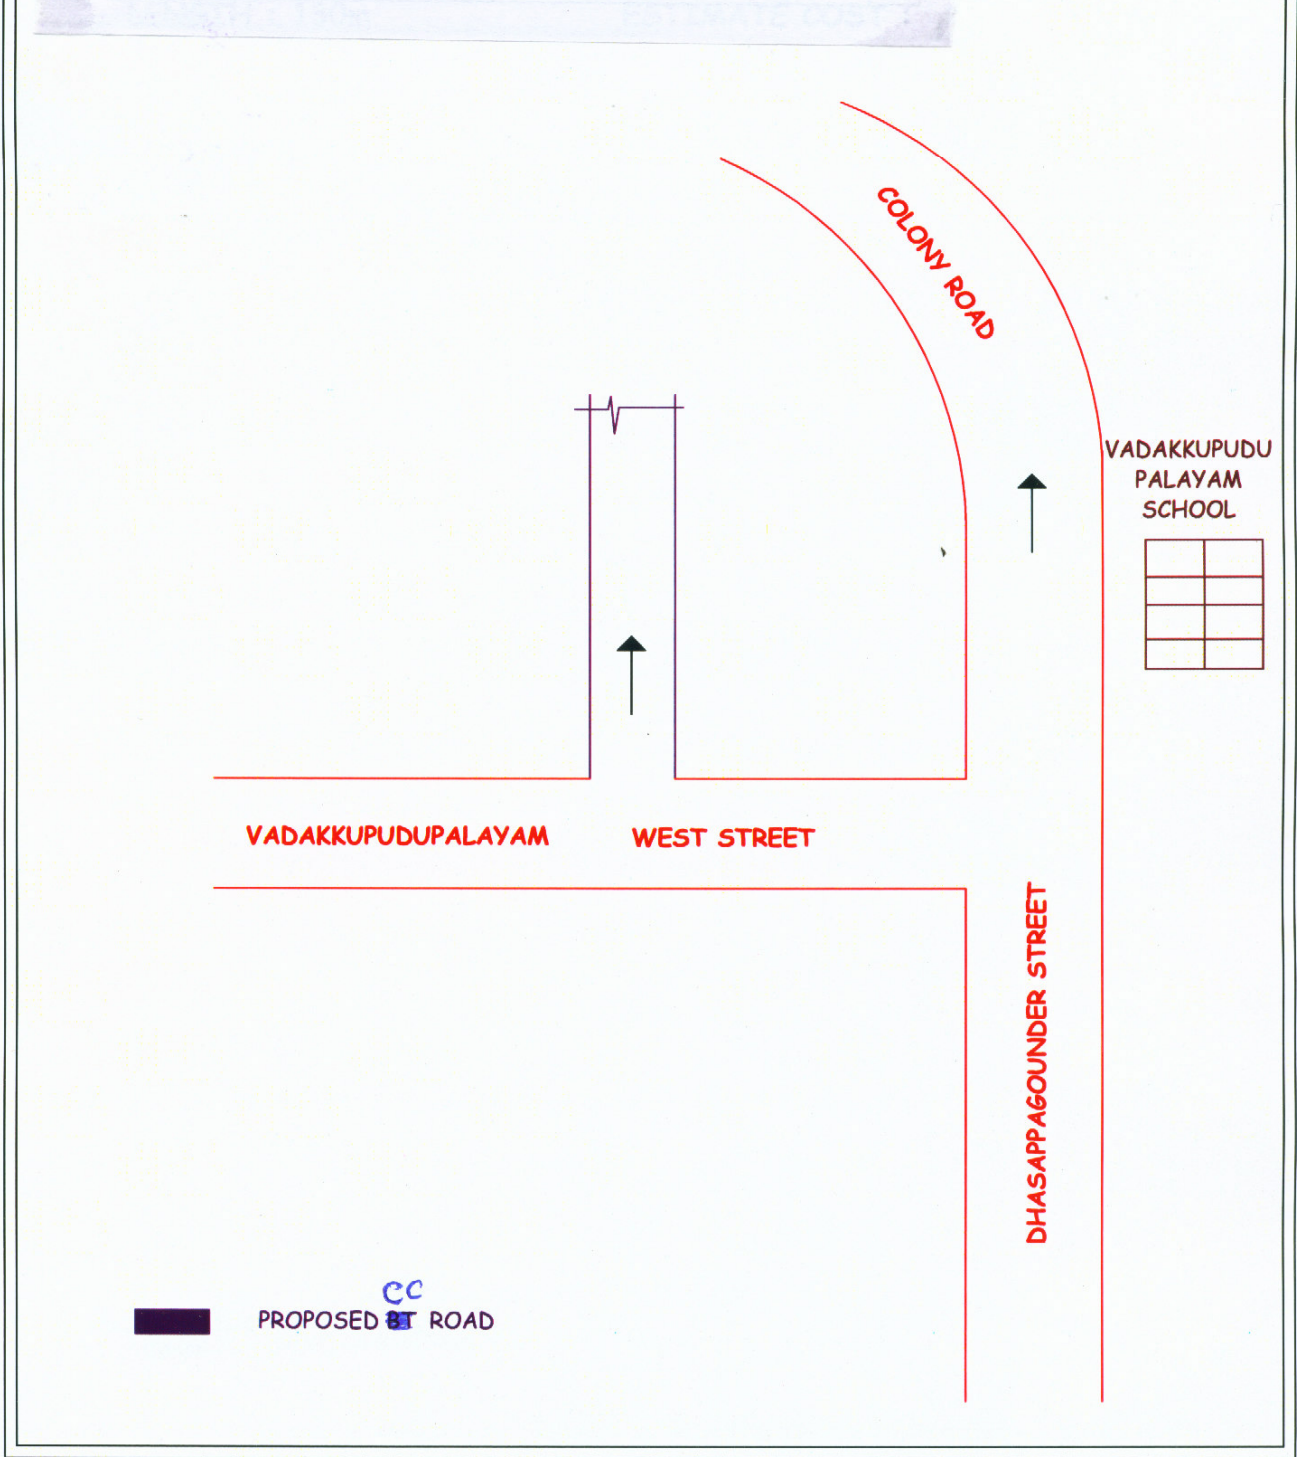 COLONY ROAD
VADAKKUPUDU
PALAYAM
SCHOOL
VADAKKUPUDUPALAYAM WEST STREET
DHASAPPAGOUNDER STREET
CC
PROPOSED BT ROAD